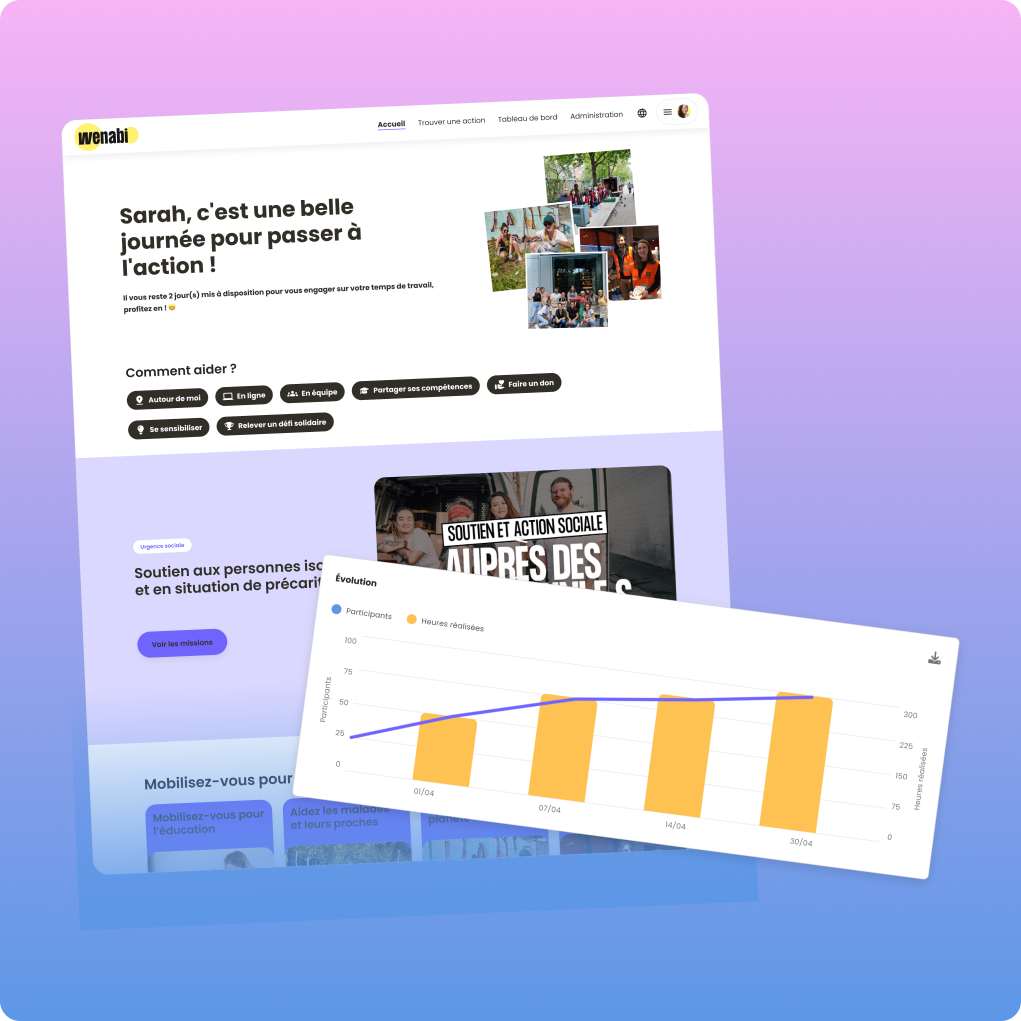 wenabi
Accueil
Trouver une action
Tableau de bord
Administration
Sarah, c'est une belle
journée pour passer à
l'action !
Il vous reste 2 jour(s) mis à disposition pour vous engager sur votre temps de travail,
profitez en ! 😊
Comment aider ?
Autour de moi
En ligne
En équipe
Partager ses compétences
Faire un don
Se sensibiliser
Relever un défi solidaire
Urgence sociale
Soutien aux personnes iso
et en situation de précarit
Voir les missions
SOUTIEN ET ACTION SOCIALE
AUPRÈS DES
Évolution
Participants
Heures réalisées
100
75
50
25
0
Participants
01/04
07/04
14/04
30/04
300
225
150
75
0
Heures réalisées
Mobilisez-vous pour
Mobilisez-vous pour
l'éducation
Aidez les malades
et leurs proches